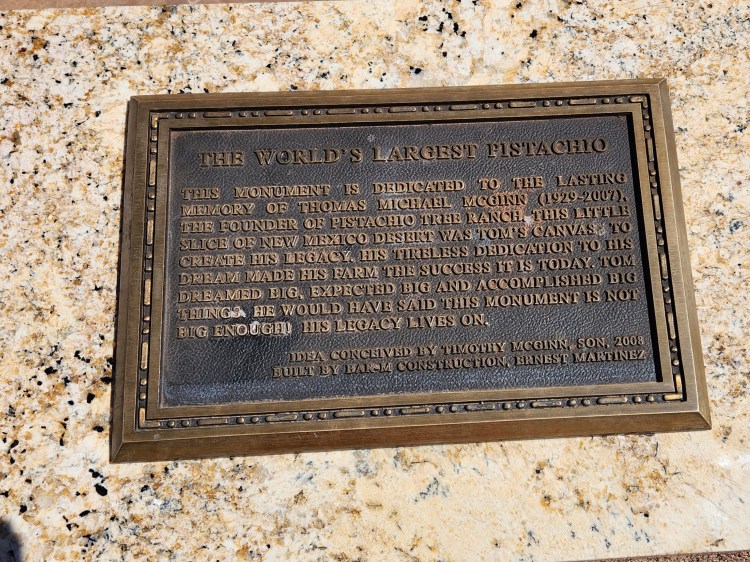 THE WORLD'S LARGEST PISTACHIO
THIS MONUMENT IS DEDICATED TO THE LASTING
MEMORY OF THOMAS MICHAEL MCGINN (1929-2007),
THE FOUNDER OF PISTACHIO TREE RANCH. THIS LITTLE
SLICE OF NEW MEXICO DESERT WAS TOM'S CANVAS TO
CREATE HIS LEGACY. HIS TIRELESS DEDICATION TO HIS
DREAM MADE HIS FARM THE SUCCESS IT IS TODAY. TOM
DREAMED BIG, EXPECTED BIG AND ACCOMPLISHED BIG
THINGS. HE WOULD HAVE SAID THIS MONUMENT IS NOT
BIG ENOUGH! HIS LEGACY LIVES ON.
IDEA CONCEIVED BY TIMOTHY MCGINN, SON, 2008
BUILT BY CONSTRUCTION, ERNEST MARTINEZ